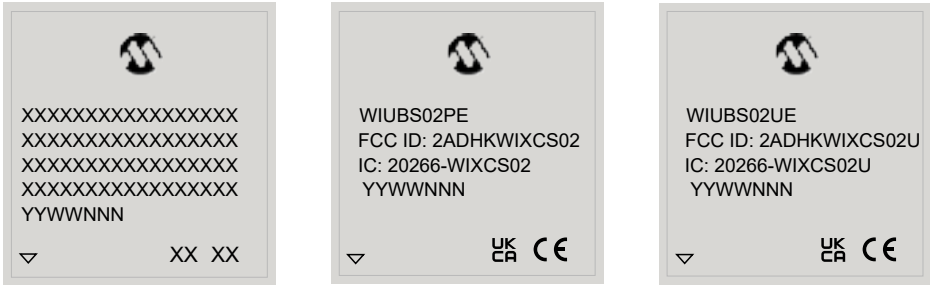 XXXXXXXXXXXXXXXXX
XXXXXXXXXXXXXXXXX
XXXXXXXXXXXXXXXXX
XXXXXXXXXXXXXXXXX
YYWWNNN
XX XX
WIUBS02PE
FCC ID: 2ADHKWIXCS02
IC: 20266-WIXCS02
YYWWNNN
UK
CA CE
WIUBS02UE
FCC ID: 2ADHKWIXCS02U
IC: 20266-WIXCS02U
YYWWNNN
UK
CA CE